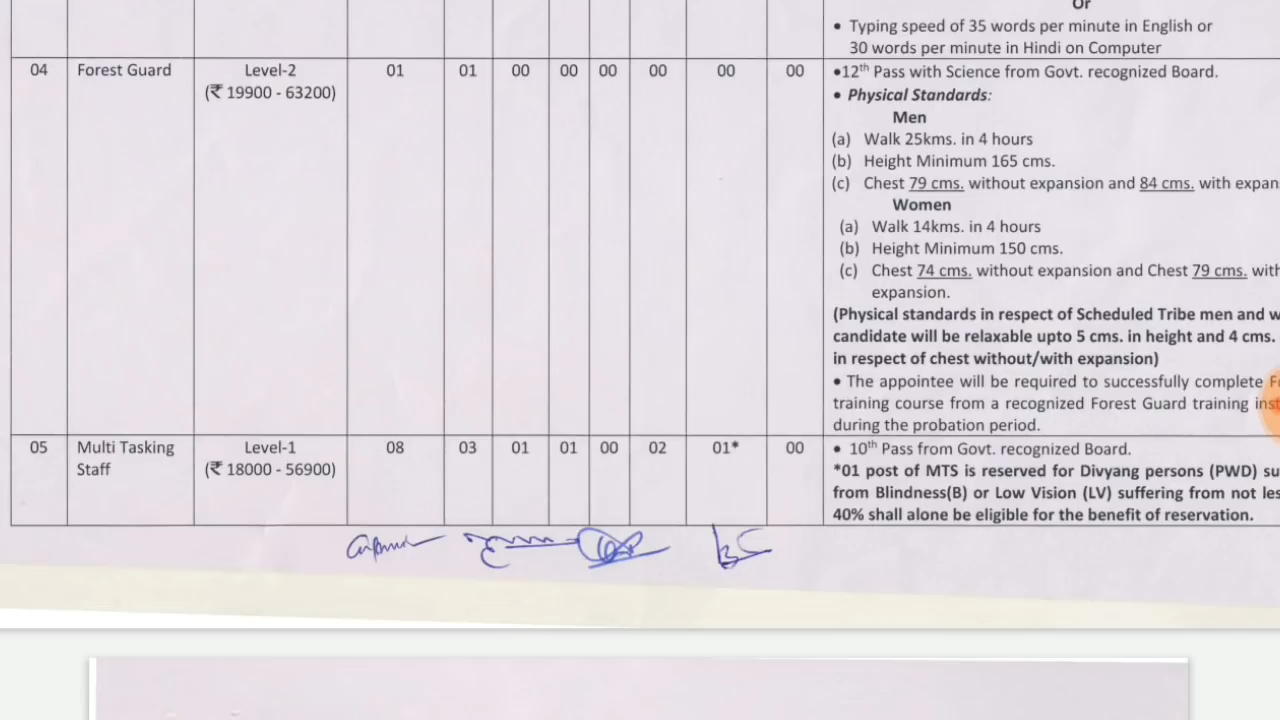 Or
• Typing speed of 35 words per minute in English or
30 words per minute in Hindi on Computer
04 Forest Guard Level-2 01 01 00 00 00 00 00 00 •12th Pass with Science from Govt. recognized Board.
(₹ 19900 - 63200)
• Physical Standards:
Men
(a) Walk 25kms. in 4 hours
(b) Height Minimum 165 cms.
(c) Chest 79 cms. without expansion and 84 cms. with expan
Women
(a) Walk 14kms. in 4 hours
(b) Height Minimum 150 cms.
(c) Chest 74 cms. without expansion and Chest 79 cms. with
expansion.
(Physical standards in respect of Scheduled Tribe men and w
candidate will be relaxable upto 5 cms. in height and 4 cms.
in respect of chest without/with expansion)
• The appointee will be required to successfully complete F
training course from a recognized Forest Guard training inst
during the probation period.
05 Multi Tasking Level-1 08 03 01 01 00 02 01* 00 • 10th Pass from Govt. recognized Board.
Staff (₹ 18000 - 56900) *01 post of MTS is reserved for Divyang persons (PWD) su
from Blindness(B) or Low Vision (LV) suffering from not les
40% shall alone be eligible for the benefit of reservation.